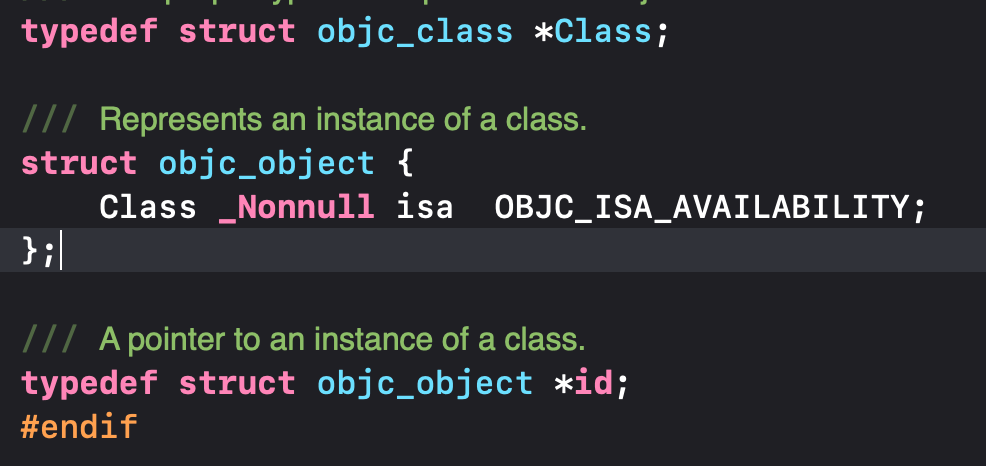 typedef struct objc_class *Class;
/// Represents an instance of a class.
struct objc_object {
    Class _Nonnull isa  OBJC_ISA_AVAILABILITY;
};
/// A pointer to an instance of a class.
typedef struct objc_object *id;
#endif